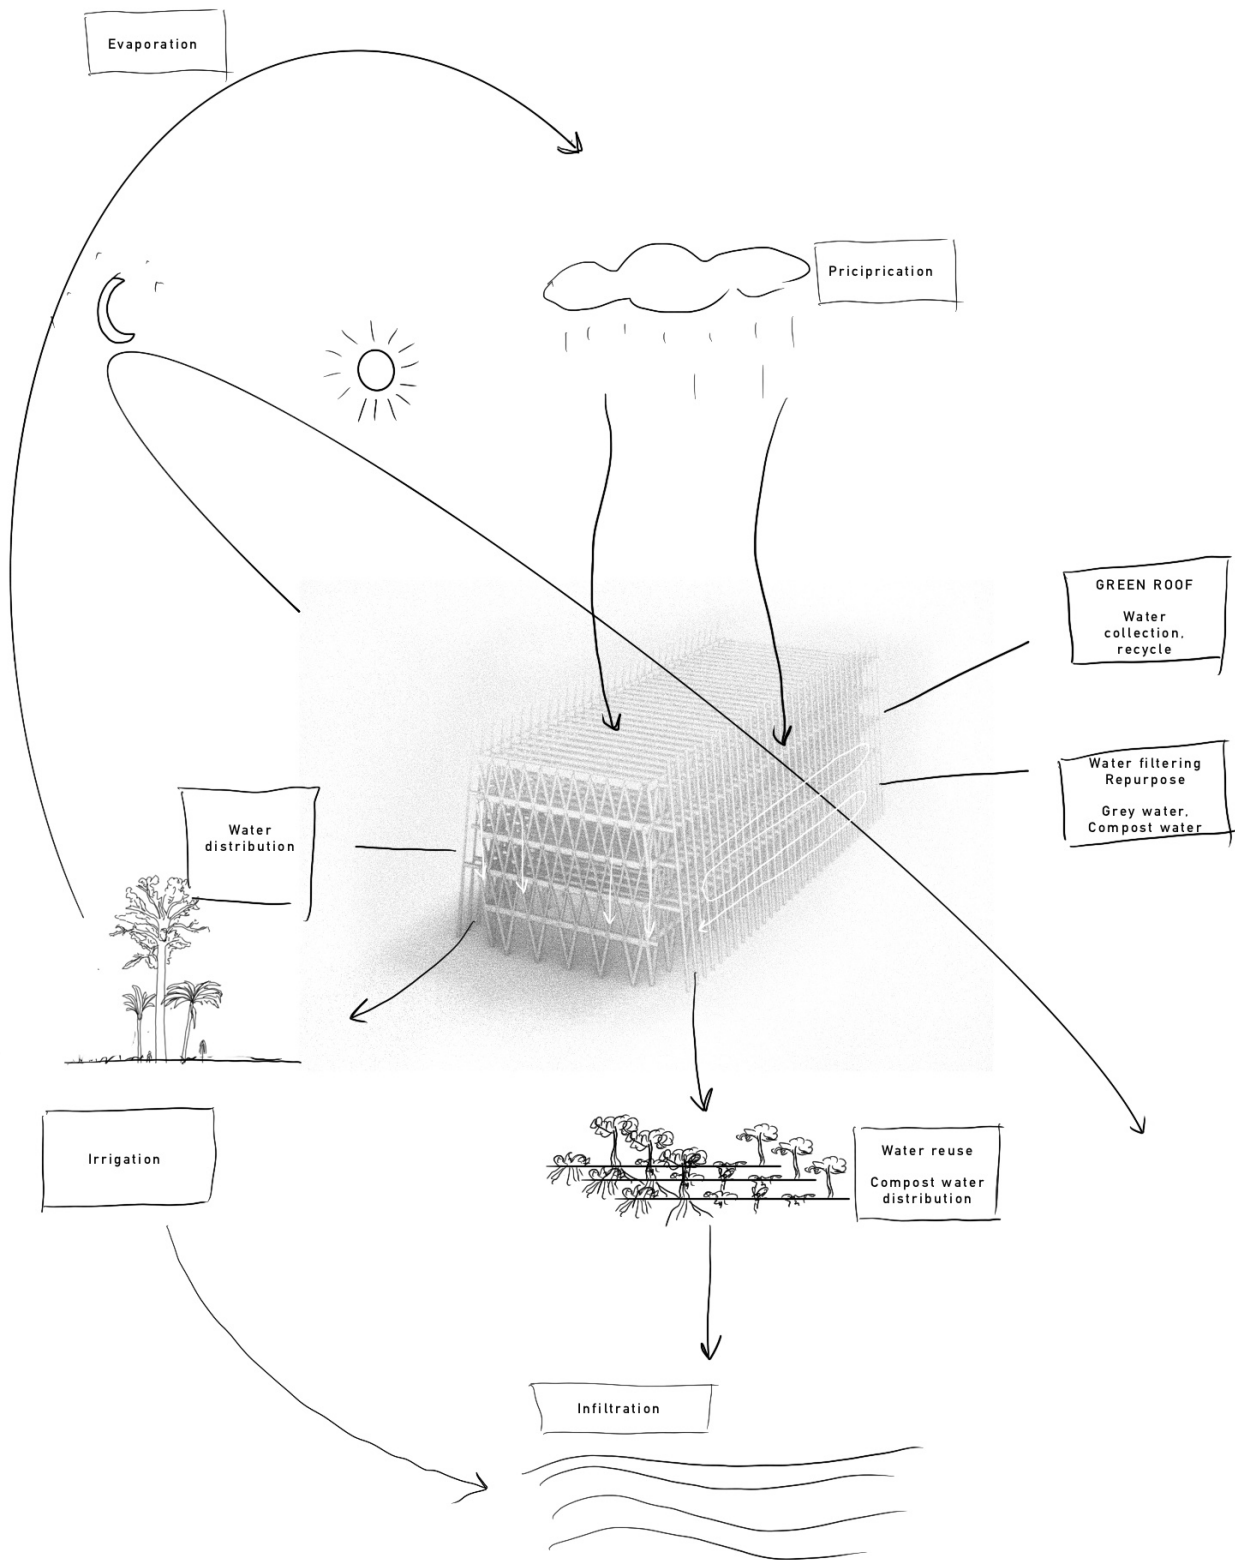 Evaporation
Priciprication
GREEN ROOF
Water
collection,
recycle
Water filtering
Repurpose
Grey water,
Compost water
Water
distribution
Irrigation
Water reuse
Compost water
distribution
Infiltration